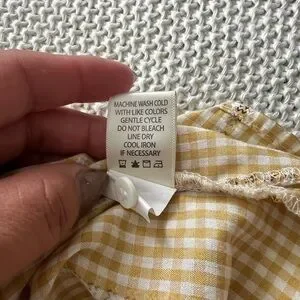 MACHINE WASH COLD
WITH LIKE COLORS
GENTLE CYCLE
DO NOT BLEACH
LINE DRY
COOL IRON
IF NECESSARY